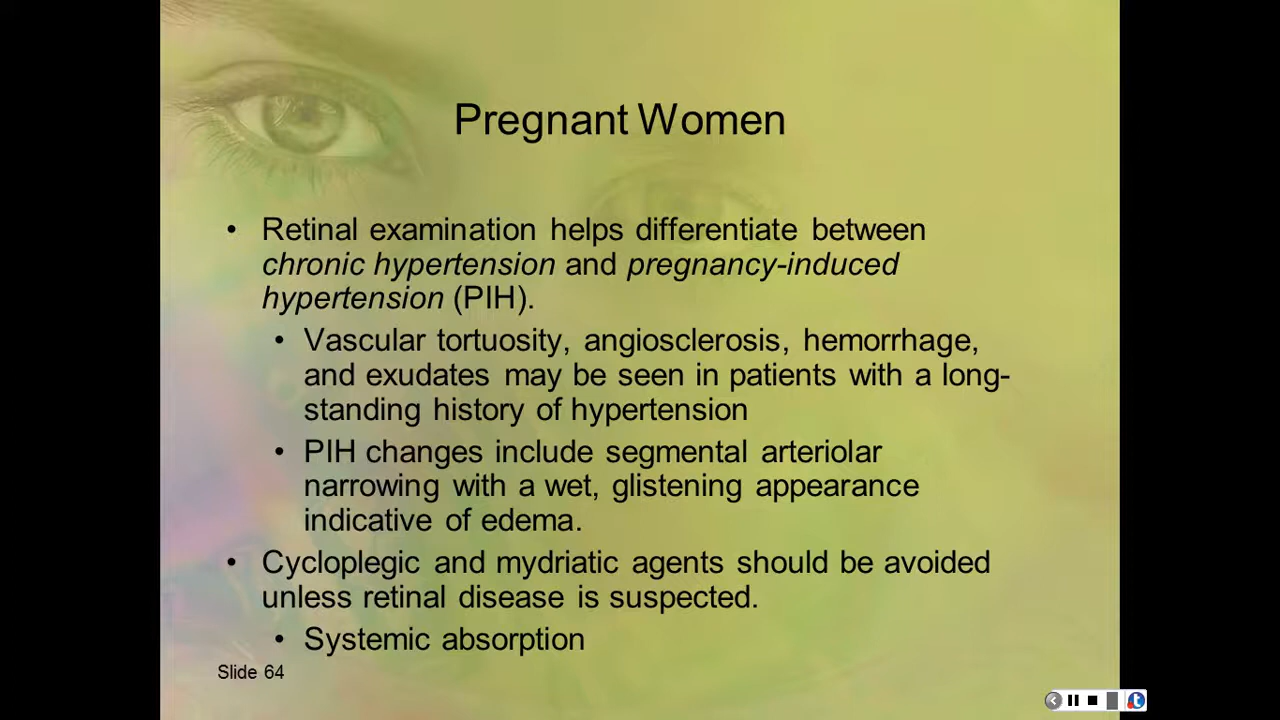 Pregnant Women
• Retinal examination helps differentiate between
chronic hypertension and pregnancy-induced
hypertension (PIH).
• Vascular tortuosity, angiosclerosis, hemorrhage,
and exudates may be seen in patients with a long-
standing history of hypertension
• PIH changes include segmental arteriolar
narrowing with a wet, glistening appearance
indicative of edema.
• Cycloplegic and mydriatic agents should be avoided
unless retinal disease is suspected.
• Systemic absorption
Slide 64
t